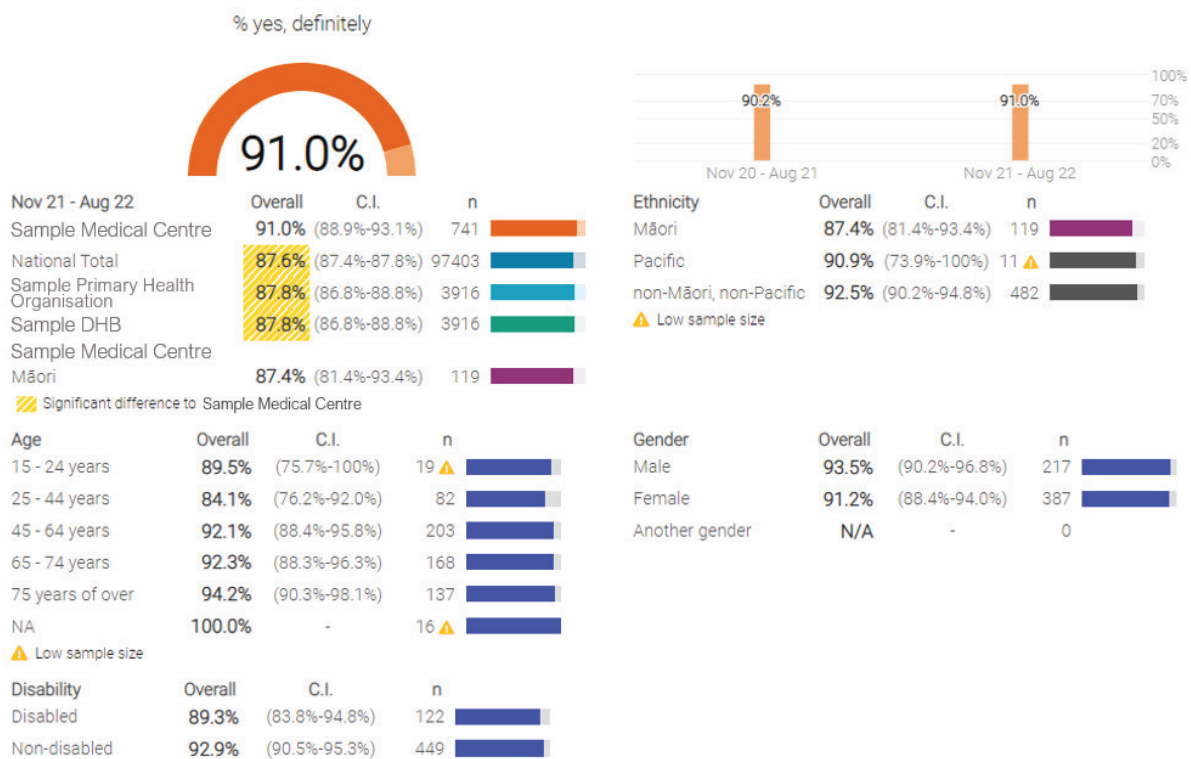 % yes, definitely
91.0%
90.2%
91.0%
100%
70%
50%
20%
0%
Nov 20 - Aug 21
Nov 21 - Aug 22
Nov 21 - Aug 22 Overall C.I. n
Sample Medical Centre 91.0% (88.9%-93.1%) 741
National Total 87.6% (87.4%-87.8%) 97403
Sample Primary Health
Organisation 87.8% (86.8%-88.8%) 3916
Sample DHB 87.8% (86.8%-88.8%) 3916
Sample Medical Centre
Māori 87.4% (81.4%-93.4%) 119
Significant difference to Sample Medical Centre
Ethnicity Overall C.I. n
Māori 87.4% (81.4%-93.4%) 119
Pacific 90.9% (73.9%-100%) 11
non-Māori, non-Pacific 92.5% (90.2%-94.8%) 482
Low sample size
Age Overall C.I. n
15 - 24 years 89.5% (75.7%-100%) 19
25 - 44 years 84.1% (76.2%-92.0%) 82
45 - 64 years 92.1% (88.4%-95.8%) 203
65 - 74 years 92.3% (88.3%-96.3%) 168
75 years of over 94.2% (90.3%-98.1%) 137
NA 100.0% - 16
Low sample size
Gender Overall C.I. n
Male 93.5% (90.2%-96.8%) 217
Female 91.2% (88.4%-94.0%) 387
Another gender N/A - 0
Disability Overall C.I. n
Disabled 89.3% (83.8%-94.8%) 122
Non-disabled 92.9% (90.5%-95.3%) 449